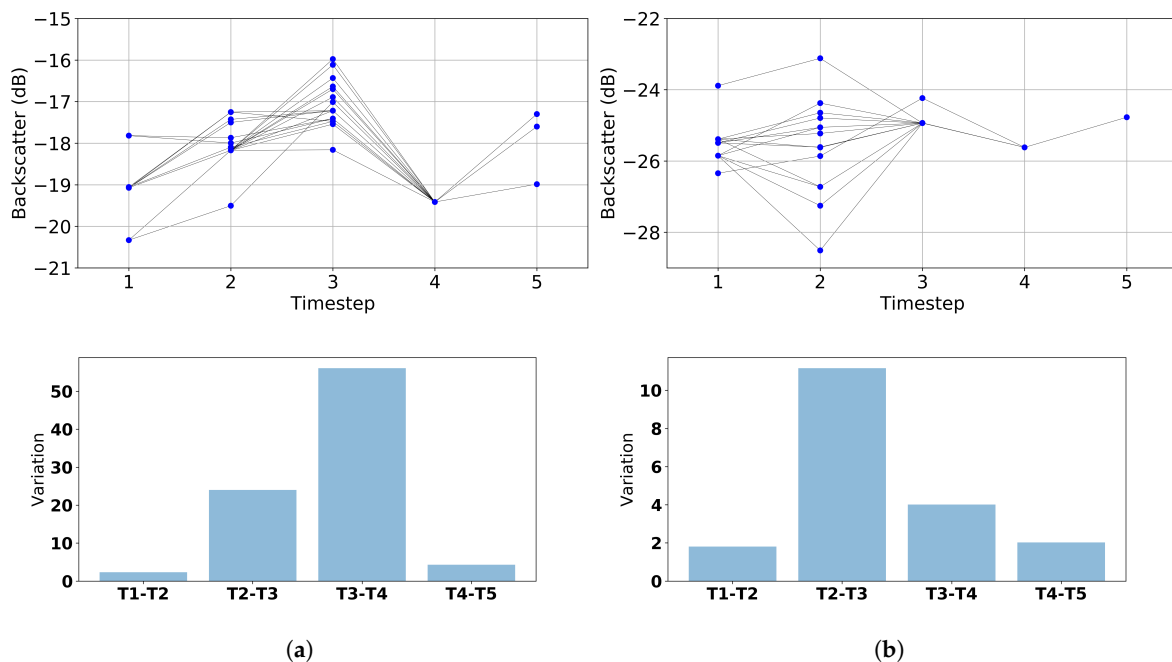 Backscatter (dB)
−15
−16
−17
−18
−19
−20
−21
1 2 3 4 5
Timestep
Backscatter (dB)
−22
−24
−26
−28
1 2 3 4 5
Timestep
Variation
50
40
30
20
10
0
T1-T2 T2-T3 T3-T4 T4-T5
Variation
10
8
6
4
2
0
T1-T2 T2-T3 T3-T4 T4-T5
(a)
(b)